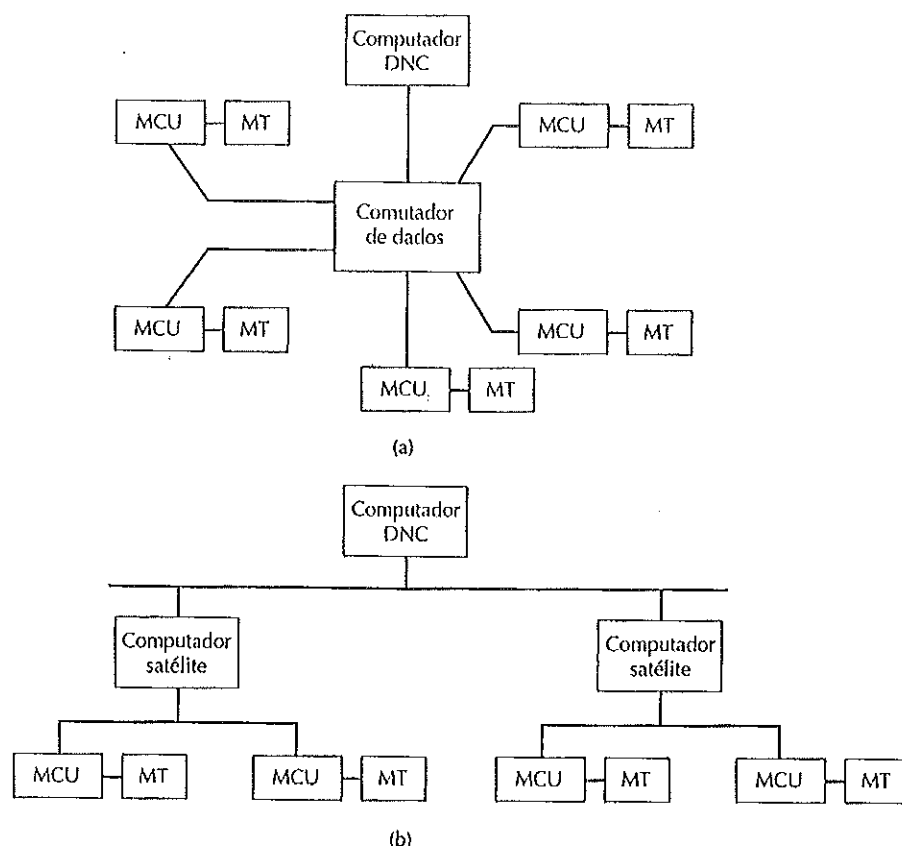 Computador
DNC
MCU MT
MCU MT
Comutador
de dados
MCU MT
MCU MT
MCU MT
(a)
Computador
DNC
Computador
satélite
Computador
satélite
MCU MT
MCU MT
MCU MT
MCU MT
(b)